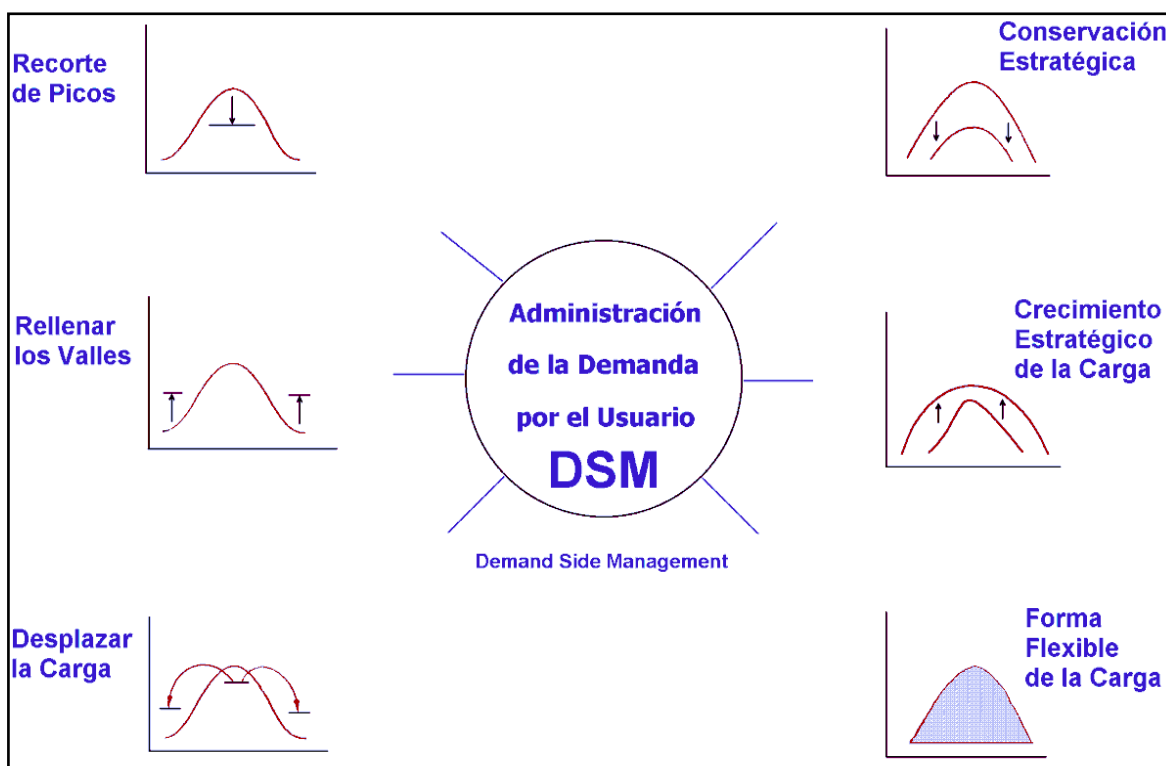 Recorte
de Picos
Rellenar
los Valles
Desplazar
la Carga
Administración
de la Demanda
por el Usuario
DSM
Demand Side Management
Conservación
Estratégica
Crecimiento
Estratégico
de la Carga
Forma
Flexible
de la Carga